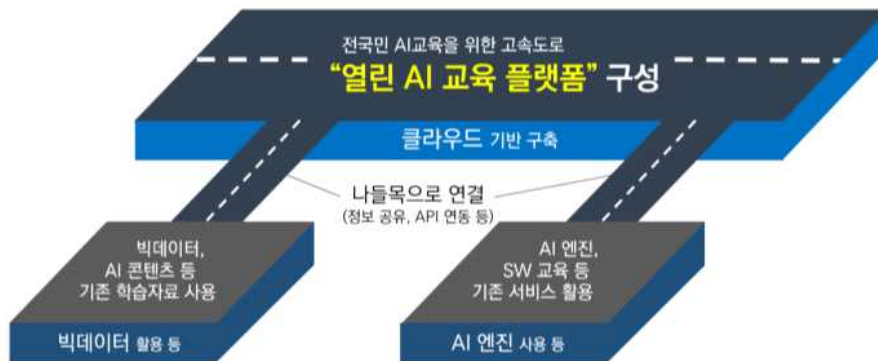 전국민 AI교육을 위한 고속도로
“열린 AI 교육 플랫폼” 구성
클라우드 기반 구축
나들목으로 연결
(정보 공유, API 연동 등)
빅데이터,
AI 콘텐츠 등
기존 학습자료 사용
빅데이터 활용 등
AI 엔진,
SW 교육 등
기존 서비스 활용
AI 엔진 사용 등